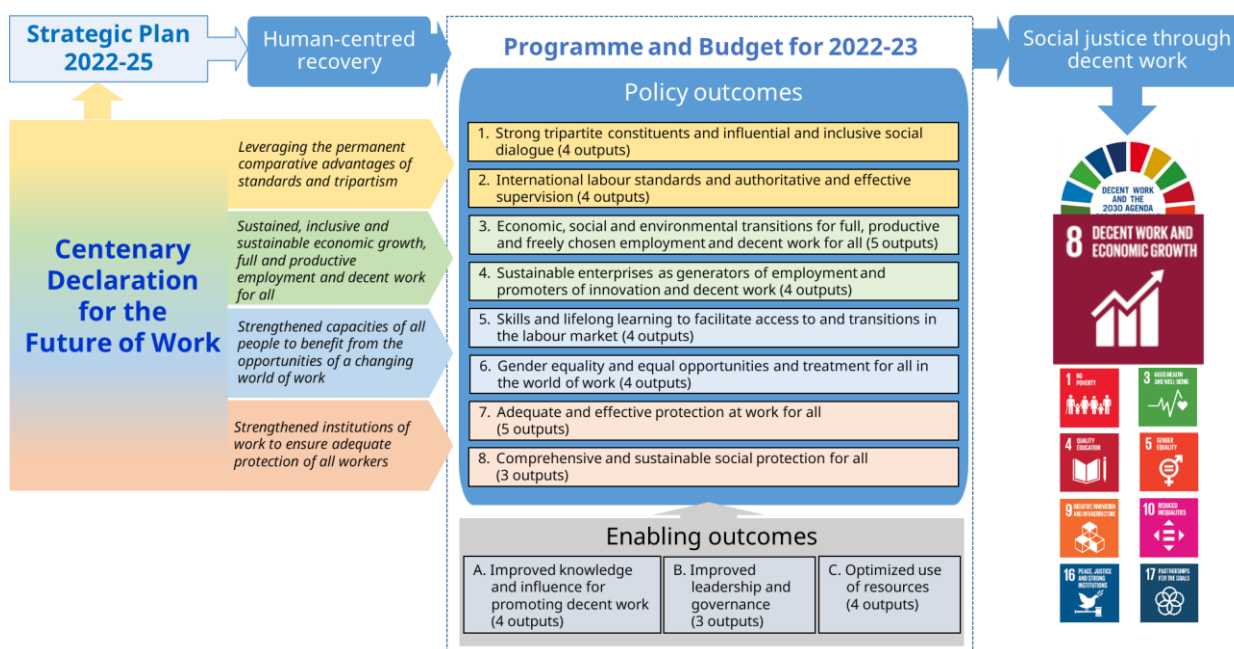 Strategic Plan
2022-25
Human-centred
recovery
Programme and Budget for 2022-23
Social justice through
decent work
Centenary
Declaration
for the
Future of Work
Leveraging the permanent
comparative advantages of
standards and tripartism
Sustained, inclusive and
sustainable economic growth,
full and productive
employment and decent work
for all
Strengthened capacities of all
people to benefit from the
opportunities of a changing
world of work
Strengthened institutions of
work to ensure adequate
protection of all workers
Policy outcomes
1. Strong tripartite constituents and influential and inclusive social
dialogue (4 outputs)
2. International labour standards and authoritative and effective
supervision (4 outputs)
3. Economic, social and environmental transitions for full, productive
and freely chosen employment and decent work for all (5 outputs)
4. Sustainable enterprises as generators of employment and
promoters of innovation and decent work (4 outputs)
5. Skills and lifelong learning to facilitate access to and transitions in
the labour market (4 outputs)
6. Gender equality and equal opportunities and treatment for all in
the world of work (4 outputs)
7. Adequate and effective protection at work for all
(5 outputs)
8. Comprehensive and sustainable social protection for all
(3 outputs)
Enabling outcomes
A. Improved knowledge
and influence for
promoting decent work
(4 outputs)
B. Improved
leadership and
governance
(3 outputs)
C. Optimized use
of resources
(4 outputs)
DECENT WORK
AND THE
2030 AGENDA
8 DECENT WORK AND
ECONOMIC GROWTH
1 NO
POVERTY
3 GOOD HEALTH
AND WELL-BEING
4 QUALITY
EDUCATION
5 GENDER
EQUALITY
9 INDUSTRY, INNOVATION
AND INFRASTRUCTURE
10 REDUCED
INEQUALITIES
16 PEACE, JUSTICE
AND STRONG
INSTITUTIONS
17 PARTNERSHIPS
FOR THE GOALS